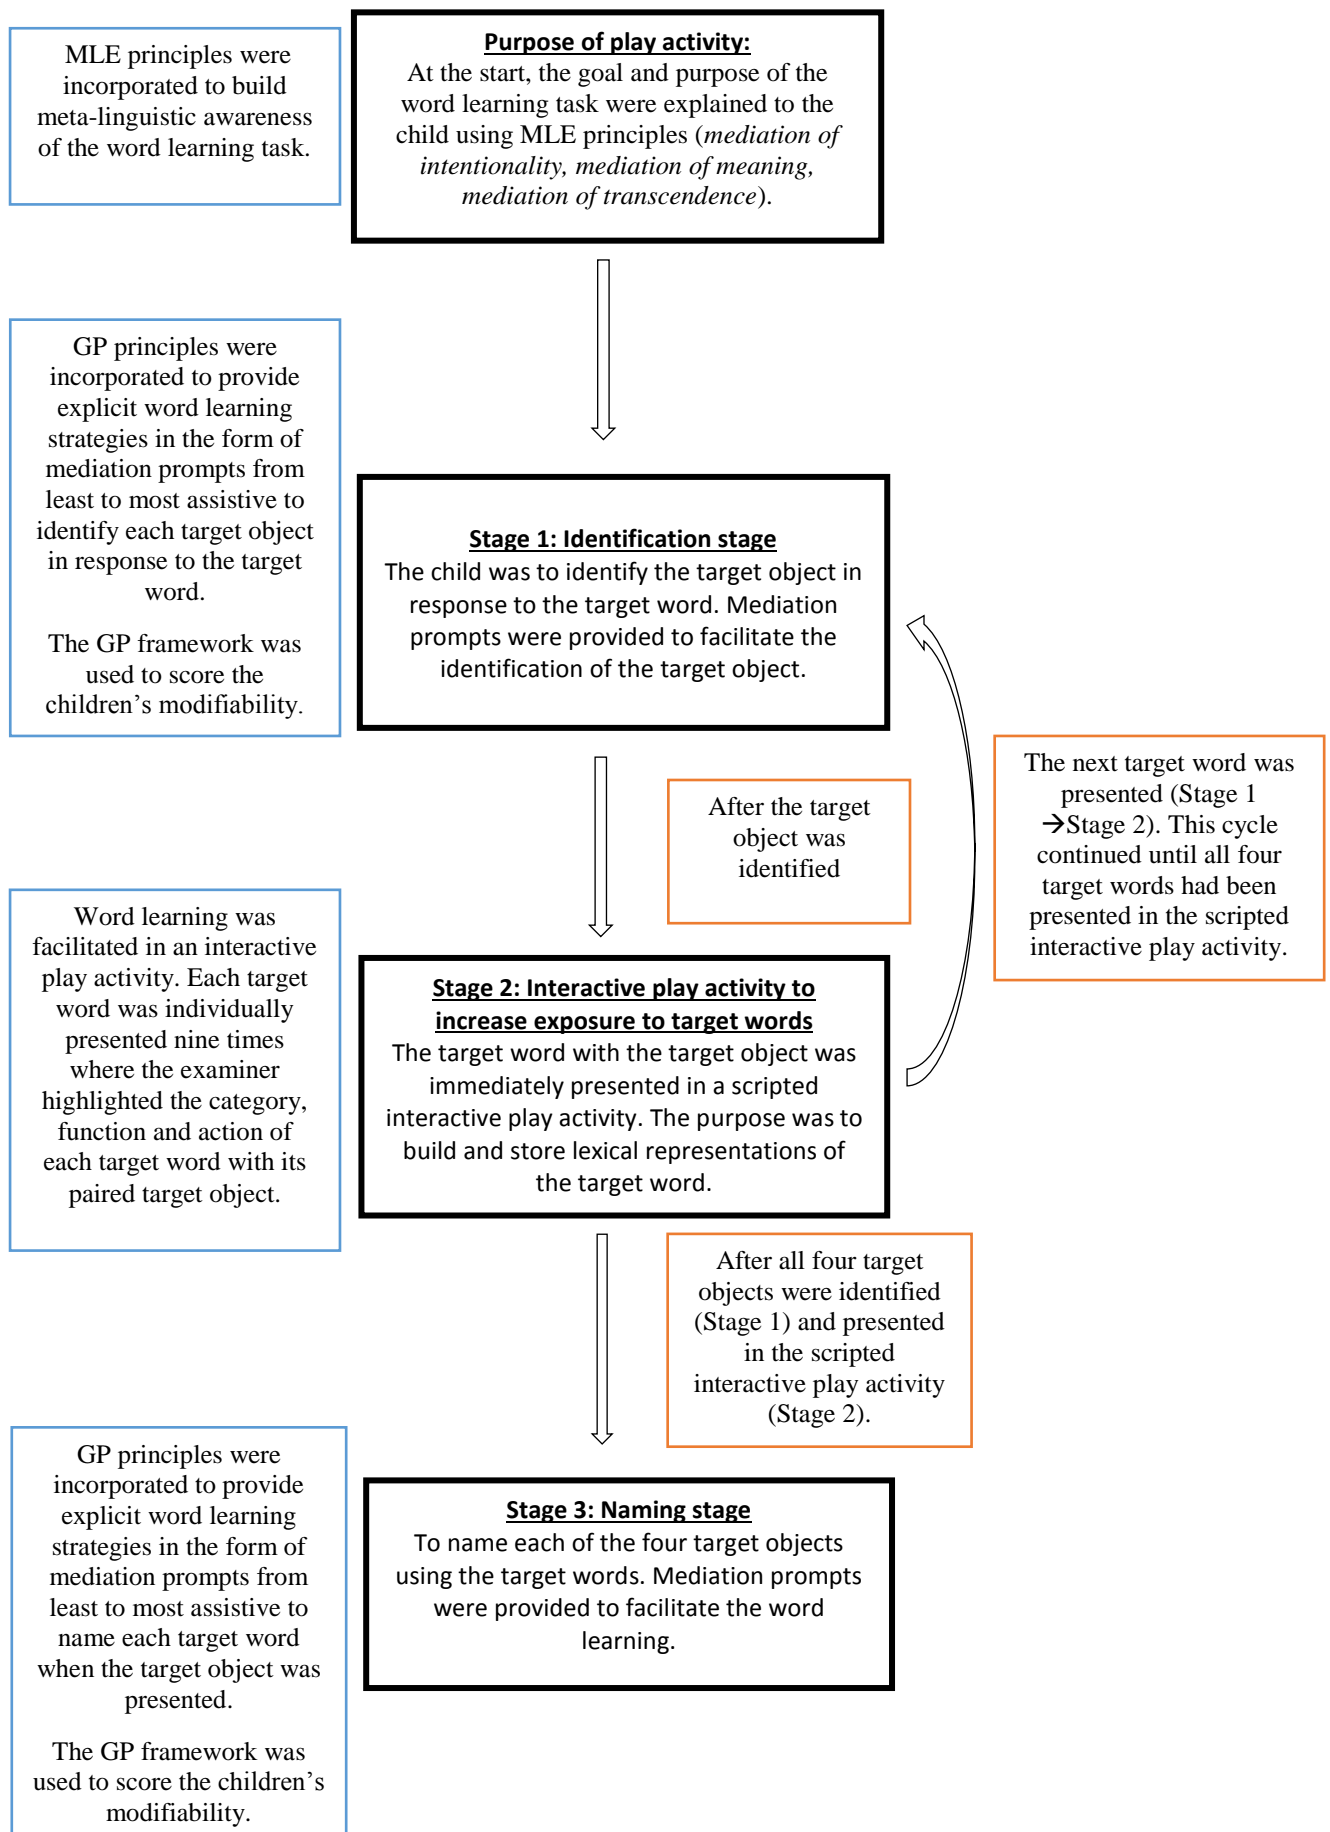 MLE principles were
incorporated to build
meta-linguistic awareness
of the word learning task.
Purpose of play activity:
At the start, the goal and purpose of the
word learning task were explained to the
child using MLE principles (mediation of
intentionality, mediation of meaning,
mediation of transcendence).
GP principles were
incorporated to provide
explicit word learning
strategies in the form of
mediation prompts from
least to most assistive to
identify each target object
in response to the target
word.
The GP framework was
used to score the
children’s modifiability.
Stage 1: Identification stage
The child was to identify the target object in
response to the target word. Mediation
prompts were provided to facilitate the
identification of the target object.
After the target
object was
identified
The next target word was
presented (Stage 1
→Stage 2). This cycle
continued until all four
target words had been
presented in the scripted
interactive play activity.
Word learning was
facilitated in an interactive
play activity. Each target
word was individually
presented nine times
where the examiner
highlighted the category,
function and action of
each target word with its
paired target object.
Stage 2: Interactive play activity to
increase exposure to target words
The target word with the target object was
immediately presented in a scripted
interactive play activity. The purpose was to
build and store lexical representations of
the target word.
After all four target
objects were identified
(Stage 1) and presented
in the scripted
interactive play activity
(Stage 2).
GP principles were
incorporated to provide
explicit word learning
strategies in the form of
mediation prompts from
least to most assistive to
name each target word
when the target object was
presented.
The GP framework was
used to score the children’s
modifiability.
Stage 3: Naming stage
To name each of the four target objects
using the target words. Mediation prompts
were provided to facilitate the word
learning.